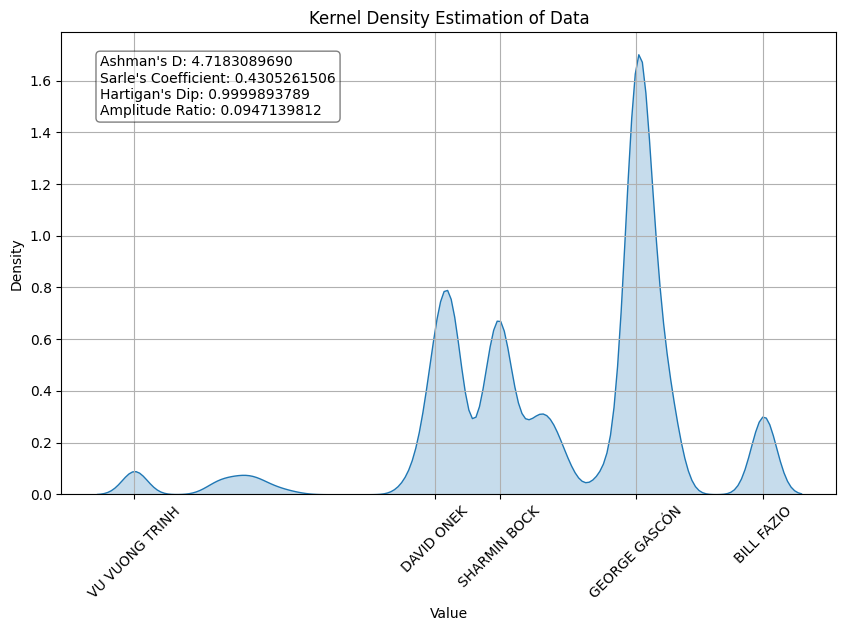 Kernel Density Estimation of Data
Ashman's D: 4.7183089690
Sarle's Coefficient: 0.4305261506
Hartigan's Dip: 0.9999893789
Amplitude Ratio: 0.0947139812
Density
1.6
1.4
1.2
1.0
0.8
0.6
0.4
0.2
0.0
VU VUONG TRINH
DAVID ONEK
SHARMIN BOCK
GEORGE GASCÓN
BILL FAZIO
Value